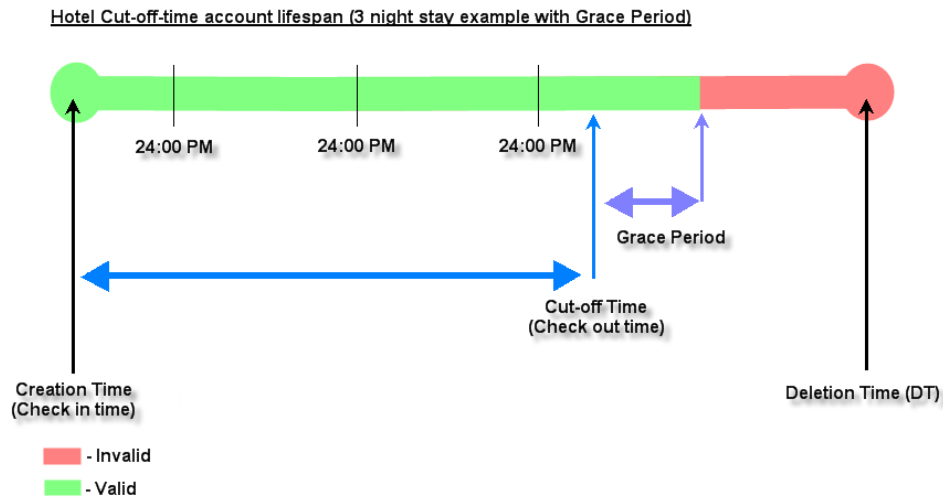 Hotel Cut-off-time account lifespan (3 night stay example with Grace Period)
24:00 PM
24:00 PM
24:00 PM
Grace Period
Cut-off Time
(Check out time)
Creation Time
(Check in time)
Deletion Time (DT)
- Invalid
- Valid